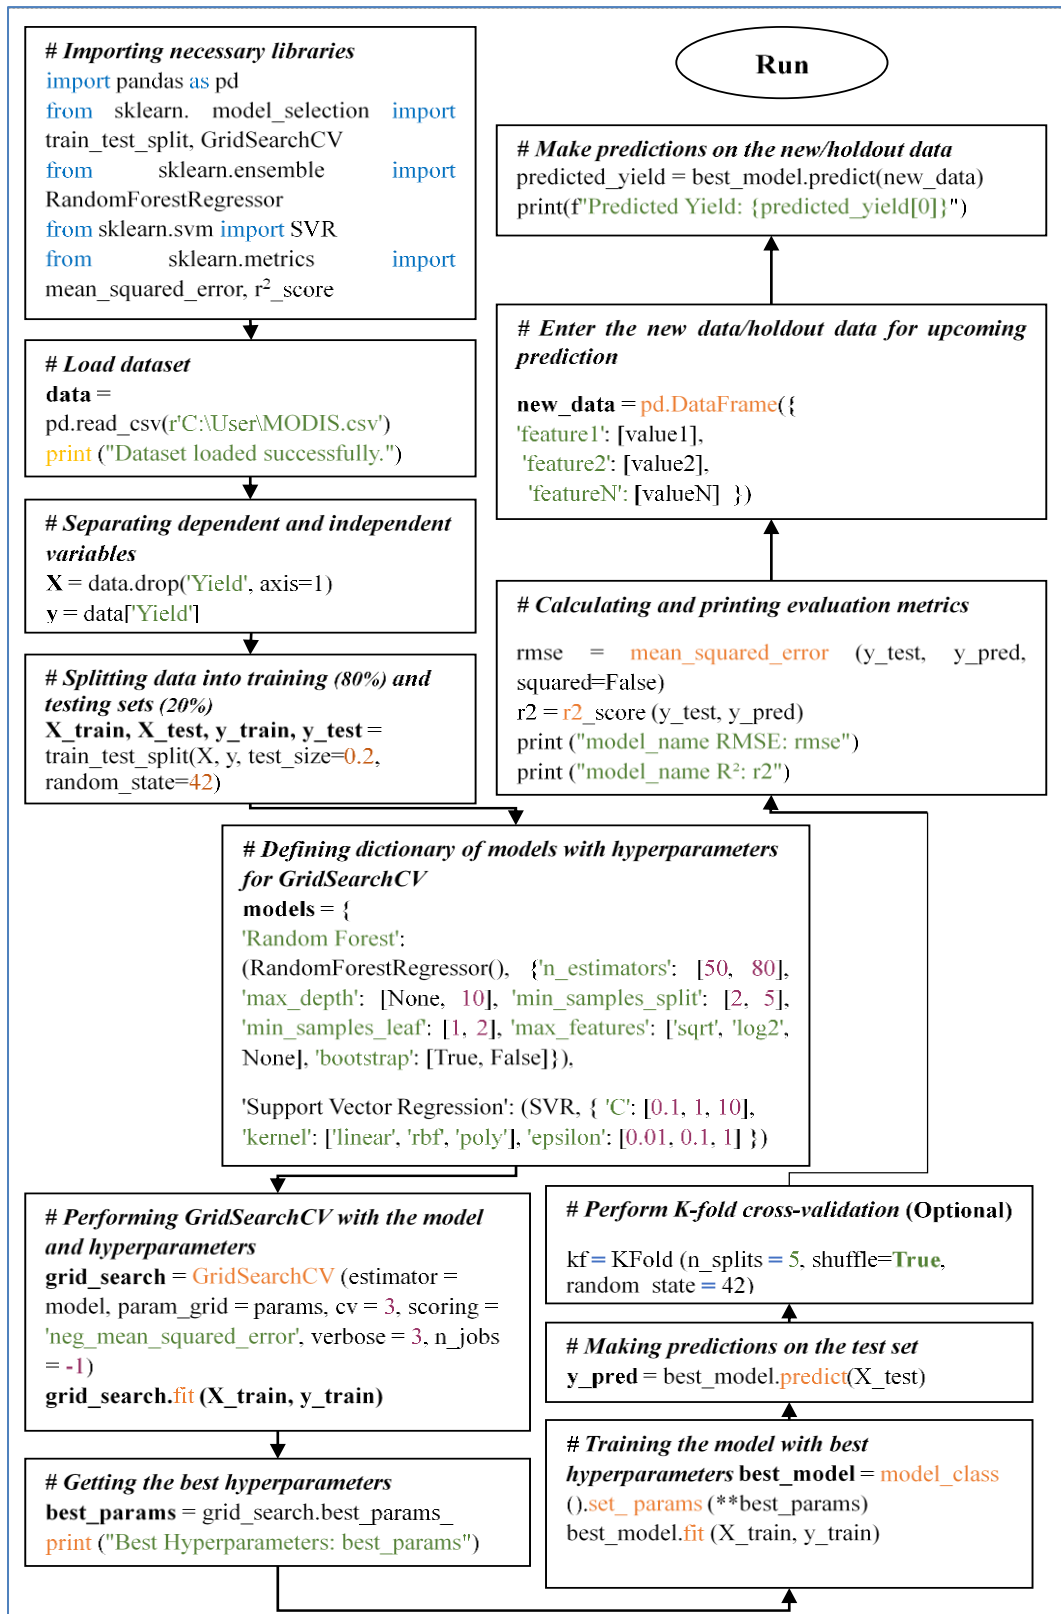 # Importing necessary libraries
import pandas as pd
from sklearn. model_selection import
train_test_split, GridSearchCV
from sklearn.ensemble import
RandomForestRegressor
from sklearn.svm import SVR
from sklearn.metrics import
mean_squared_error, r²_score
# Load dataset
data =
pd.read_csv(r'C:\User\MODIS.csv')
print ("Dataset loaded successfully.")
# Separating dependent and independent
variables
X = data.drop('Yield', axis=1)
y = data['Yield']
# Splitting data into training (80%) and
testing sets (20%)
X_train, X_test, y_train, y_test =
train_test_split(X, y, test_size=0.2,
random_state=42)
# Defining dictionary of models with hyperparameters
for GridSearchCV
models = {
'Random Forest':
(RandomForestRegressor(), {'n_estimators': [50, 80],
'max_depth': [None, 10], 'min_samples_split': [2, 5],
'min_samples_leaf': [1, 2], 'max_features': ['sqrt', 'log2',
None], 'bootstrap': [True, False]}),
'Support Vector Regression': (SVR, { 'C': [0.1, 1, 10],
'kernel': ['linear', 'rbf', 'poly'], 'epsilon': [0.01, 0.1, 1] })
# Performing GridSearchCV with the model
and hyperparameters
grid_search = GridSearchCV (estimator =
model, param_grid = params, cv = 3, scoring =
'neg_mean_squared_error', verbose = 3, n_jobs
= -1)
grid_search.fit (X_train, y_train)
# Getting the best hyperparameters
best_params = grid_search.best_params_
print ("Best Hyperparameters: best_params")
# Training the model with best
hyperparameters best_model = model_class
().set_ params (**best_params)
best_model.fit (X_train, y_train)
# Making predictions on the test set
y_pred = best_model.predict(X_test)
# Perform K-fold cross-validation (Optional)
kf = KFold (n_splits = 5, shuffle=True,
random_state = 42)
# Calculating and printing evaluation metrics
rmse = mean_squared_error (y_test, y_pred,
squared=False)
r2 = r2_score (y_test, y_pred)
print ("model_name RMSE: rmse")
print ("model_name R²: r2")
# Enter the new data/holdout data for upcoming
prediction
new_data = pd.DataFrame({
'feature1': [value1],
'feature2': [value2],
'featureN': [valueN] })
# Make predictions on the new/holdout data
predicted_yield = best_model.predict(new_data)
print(f"Predicted Yield: {predicted_yield[0]}")
Run